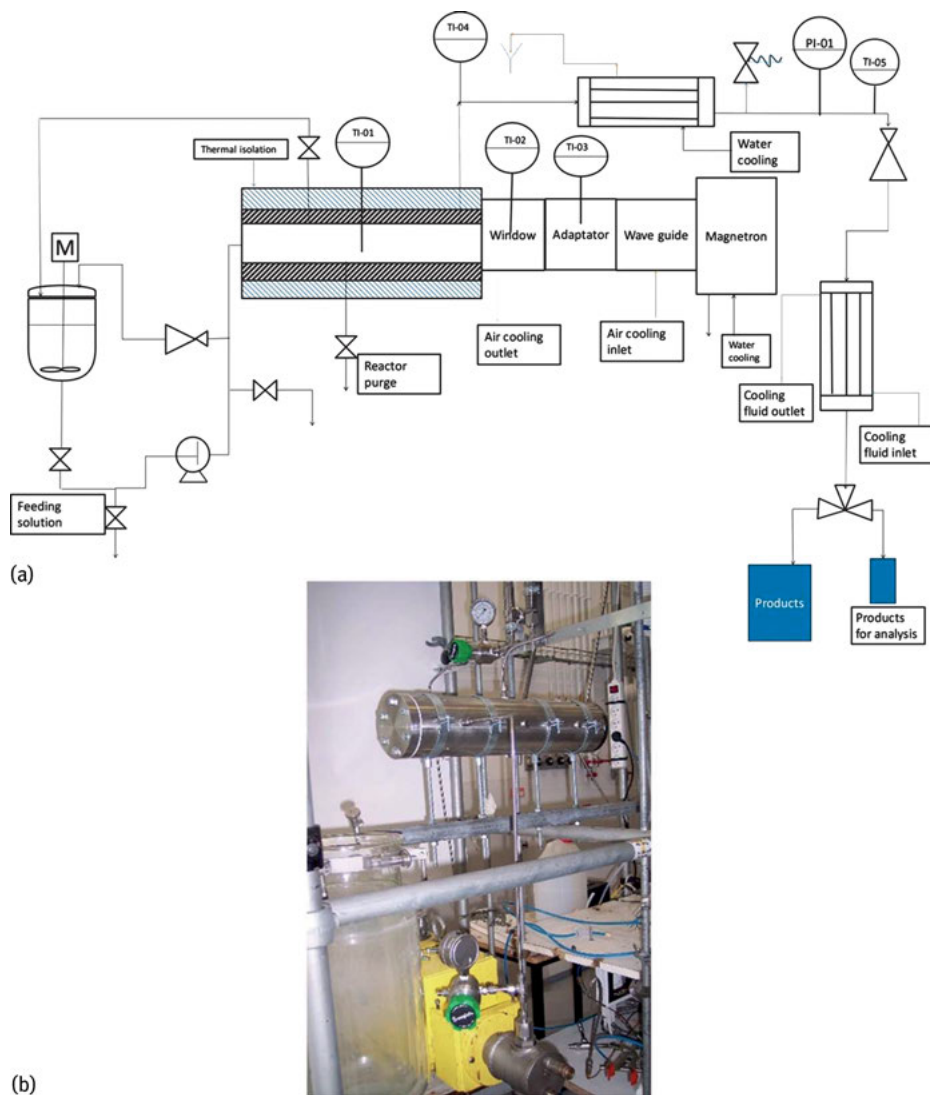 TI-04
PI-01
TI-05
TI-01
Thermal isolation
TI-02
TI-03
Water
cooling
M
Window
Adaptator
Wave guide
Magnetron
Air cooling
outlet
Air cooling
inlet
Water
cooling
Reactor
purge
Cooling
fluid outlet
Cooling
fluid inlet
Feeding
solution
Products
Products
for analysis
(a)
(b)